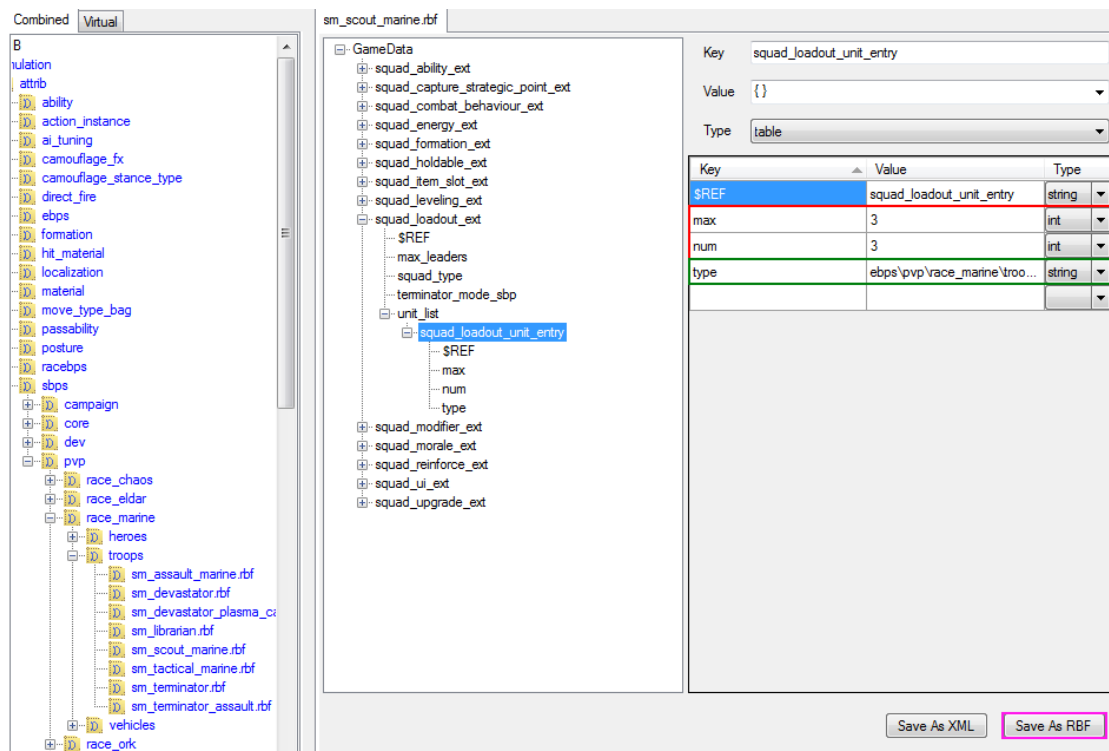 Combined Virtual
B
nulation
attrib
ability
action_instance
ai_tuning
camouflage_fx
camouflage_stance_type
direct_fire
ebps
formation
hit_material
localization
material
move_type_bag
passability
posture
racebps
sbps
campaign
core
dev
pvp
race_chaos
race_eldar
race_marine
heroes
troops
sm_assault_marine.rbf
sm_devastator.rbf
sm_devastator_plasma_ca
sm_librarian.rbf
sm_scout_marine.rbf
sm_tactical_marine.rbf
sm_terminator.rbf
sm_terminator_assault.rbf
vehicles
race_ork
sm_scout_marine.rbf
GameData
squad_ability_ext
squad_capture_strategic_point_ext
squad_combat_behaviour_ext
squad_energy_ext
squad_formation_ext
squad_holdable_ext
squad_item_slot_ext
squad_leveling_ext
squad_loadout_ext
$REF
max_leaders
squad_type
terminator_mode_sbp
unit_list
squad_loadout_unit_entry
$REF
max
num
type
squad_modifier_ext
squad_morale_ext
squad_reinforce_ext
squad_ui_ext
squad_upgrade_ext
Key squad_loadout_unit_entry
Value {}
Type table
Key Value Type
$REF squad_loadout_unit_entry string
max 3 int
num 3 int
type ebps\pvp\race_marine\troo... string
Save As XML Save As RBF